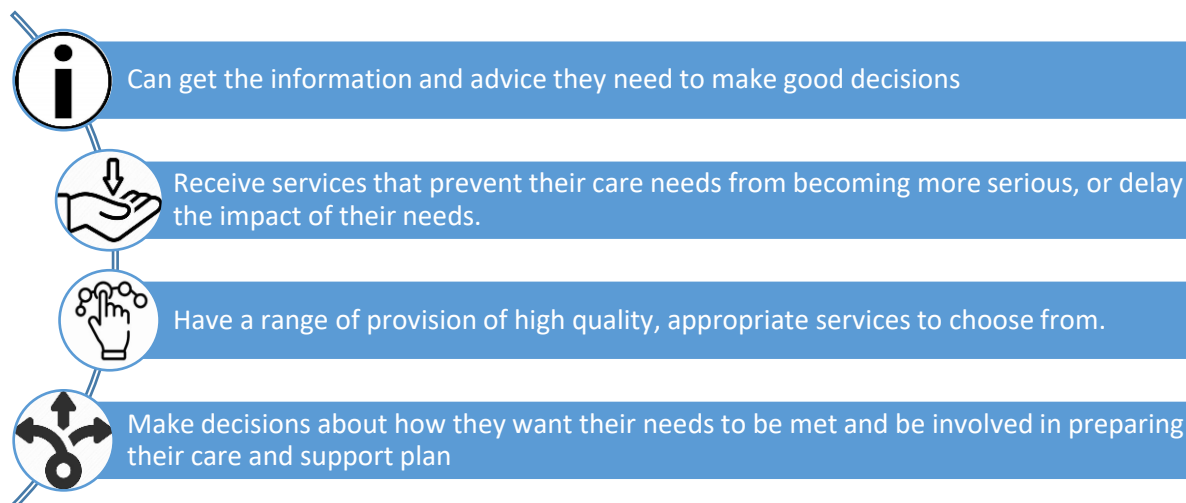 Can get the information and advice they need to make good decisions
Receive services that prevent their care needs from becoming more serious, or delay
the impact of their needs.
Have a range of provision of high quality, appropriate services to choose from.
Make decisions about how they want their needs to be met and be involved in preparing
their care and support plan